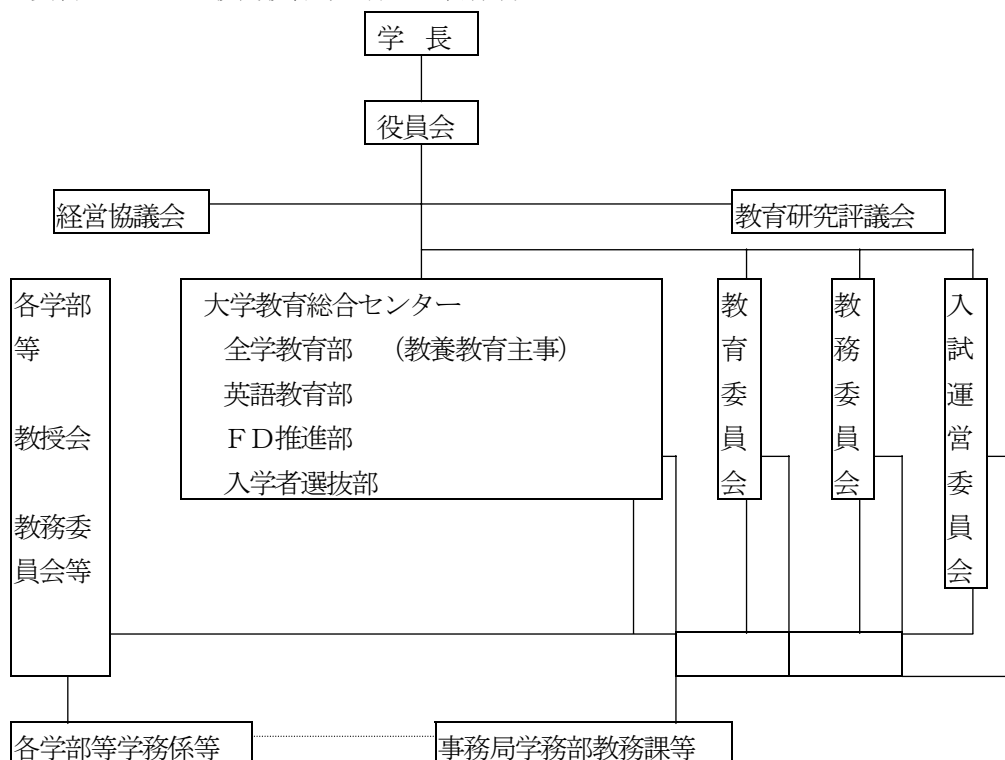 学 長
役員会
経営協議会
教育研究評議会
各学部
等
教授会
教務委
員会等
大学教育総合センター
全学教育部 (教養教育主事)
英語教育部
ＦＤ推進部
入学者選抜部
教育委員会
教務委員会
入試運営委員会
各学部等学務係等
事務局学務部教務課等